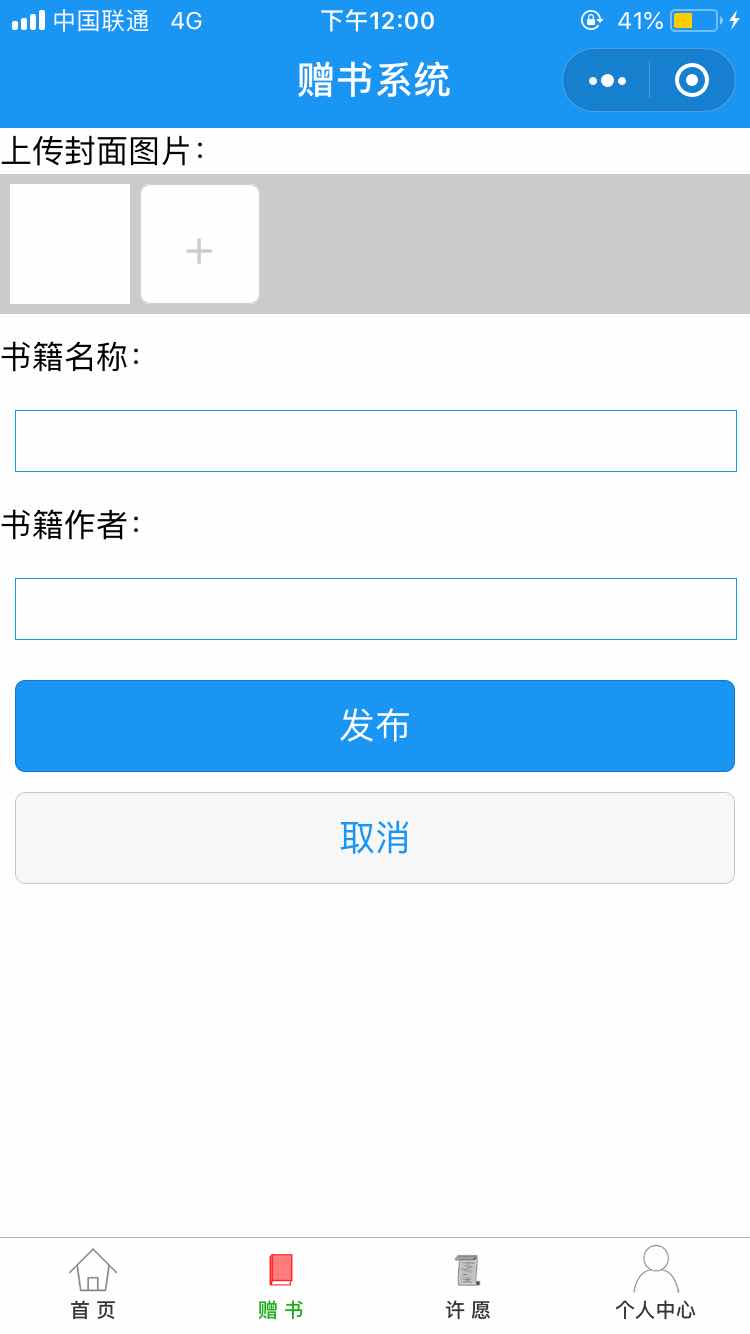 中国联通 4G 下午12:00 41%
赠书系统
上传封面图片：
+
书籍名称：
书籍作者：
发布
取消
首 页 赠 书 许 愿 个人中心